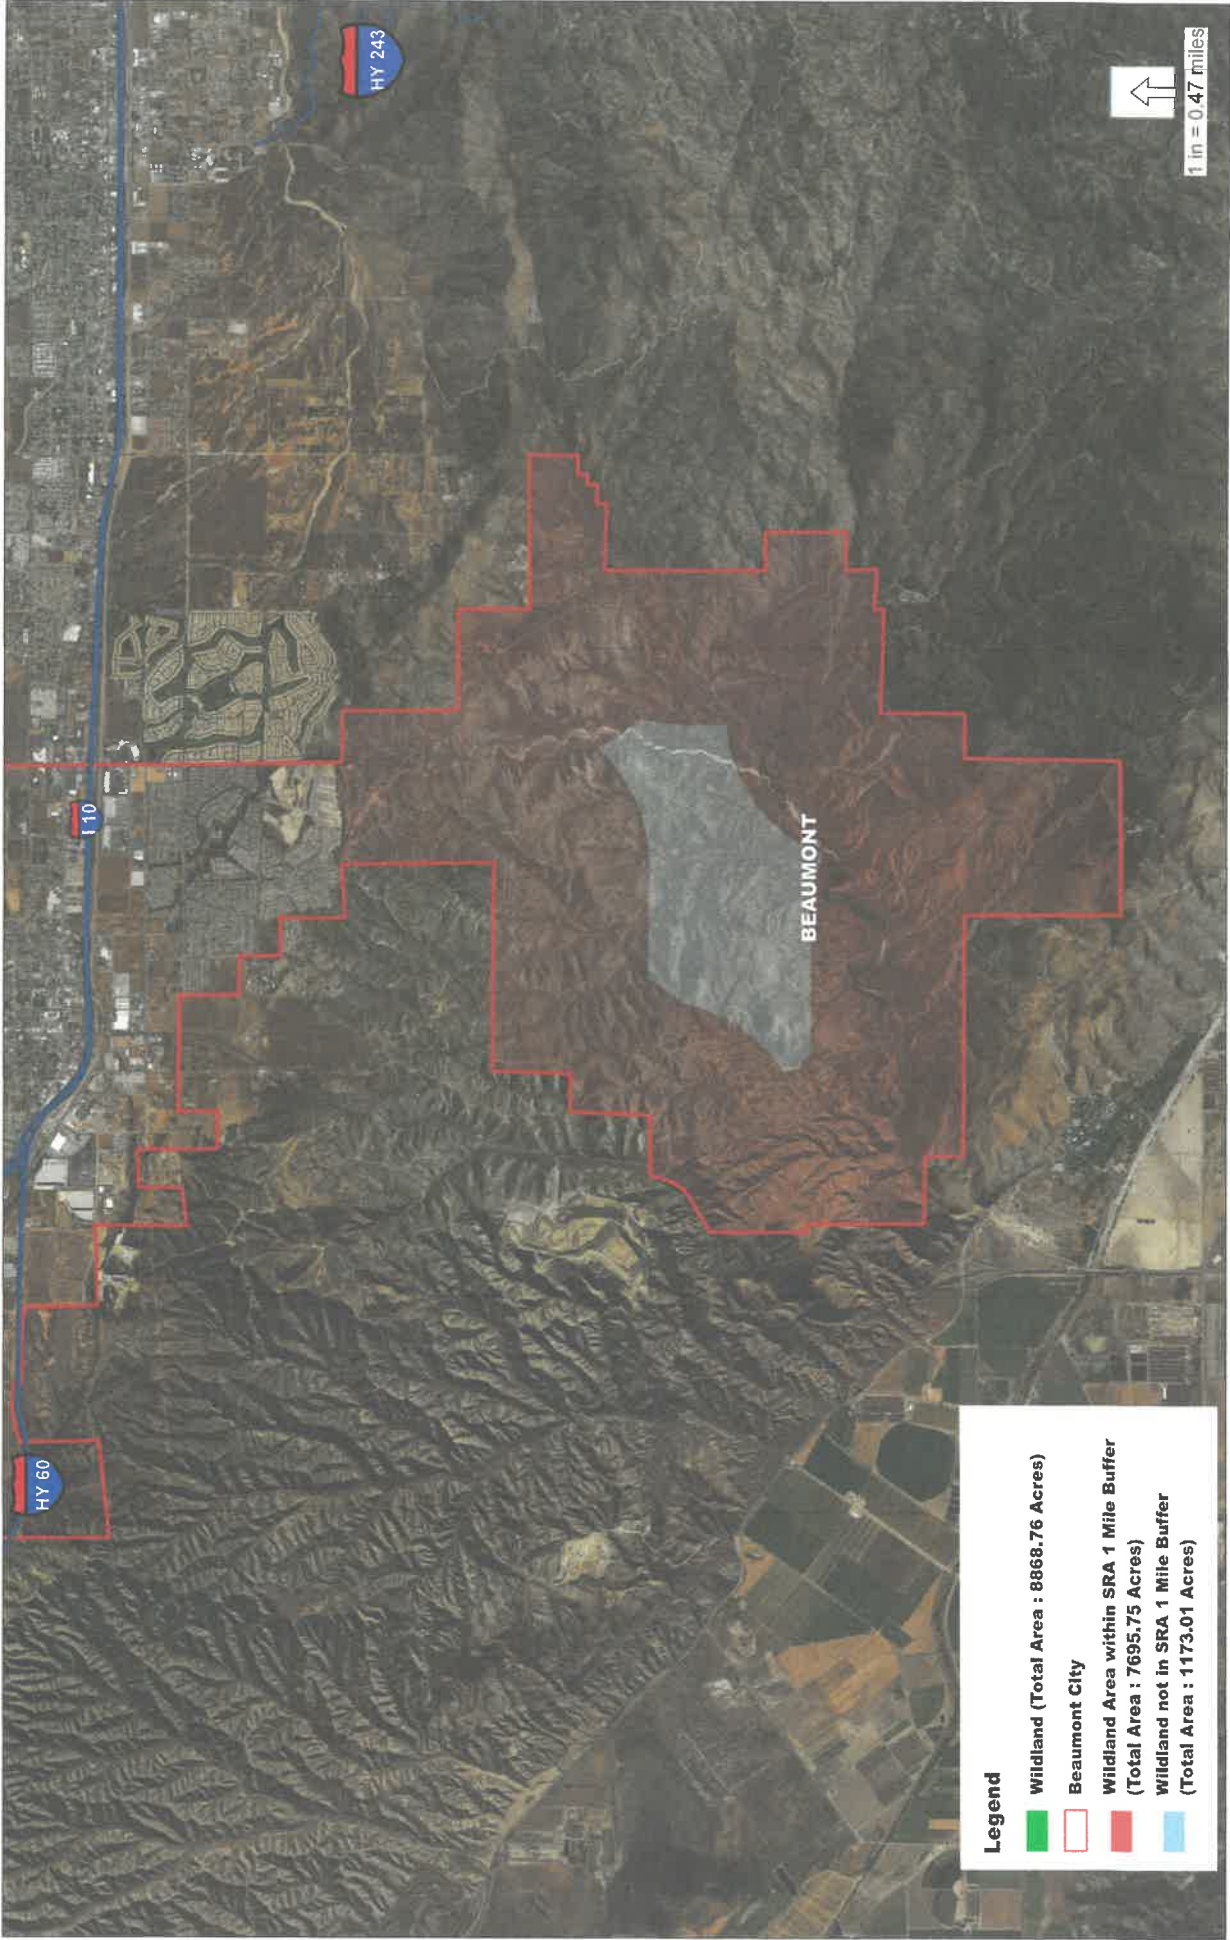 HY 60
I 10
HY 243
BEAUMONT
Legend
Wildland (Total Area : 8868.76 Acres)
Beaumont City
Wildland Area within SRA 1 Mile Buffer
(Total Area : 7695.75 Acres)
Wildland not in SRA 1 Mile Buffer
(Total Area : 1173.01 Acres)
1 in = 0.47 miles